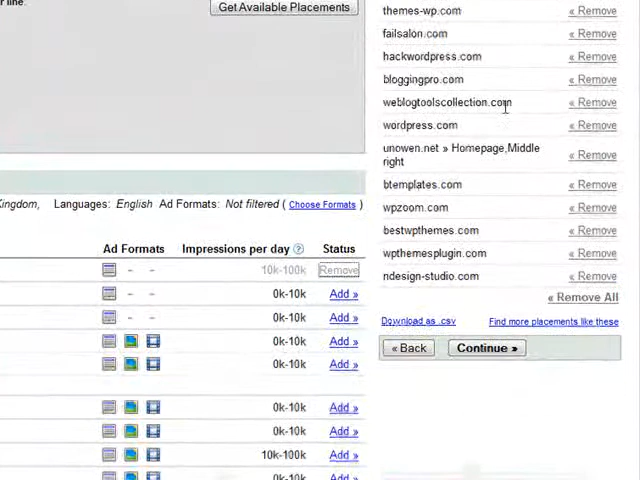 r line.
Get Available Placements
themes-wp.com « Remove
failsalon.com « Remove
hackwordpress.com « Remove
bloggingpro.com « Remove
weblogtoolscollection.com « Remove
wordpress.com « Remove
unowen.net » Homepage,Middle
right « Remove
btemplates.com « Remove
wpzoom.com « Remove
bestwpthemes.com « Remove
wpthemesplugin.com « Remove
ndesign-studio.com « Remove
« Remove All
Download as .csv Find more placements like these
« Back Continue »
Kingdom, Languages: English Ad Formats: Not filtered ( Choose Formats )
Ad Formats Impressions per day ? Status
- - 10k-100k Remove
- - 0k-10k Add »
- - 0k-10k Add »
0k-10k Add »
0k-10k Add »
0k-10k Add »
0k-10k Add »
10k-100k Add »
0k-10k Add »